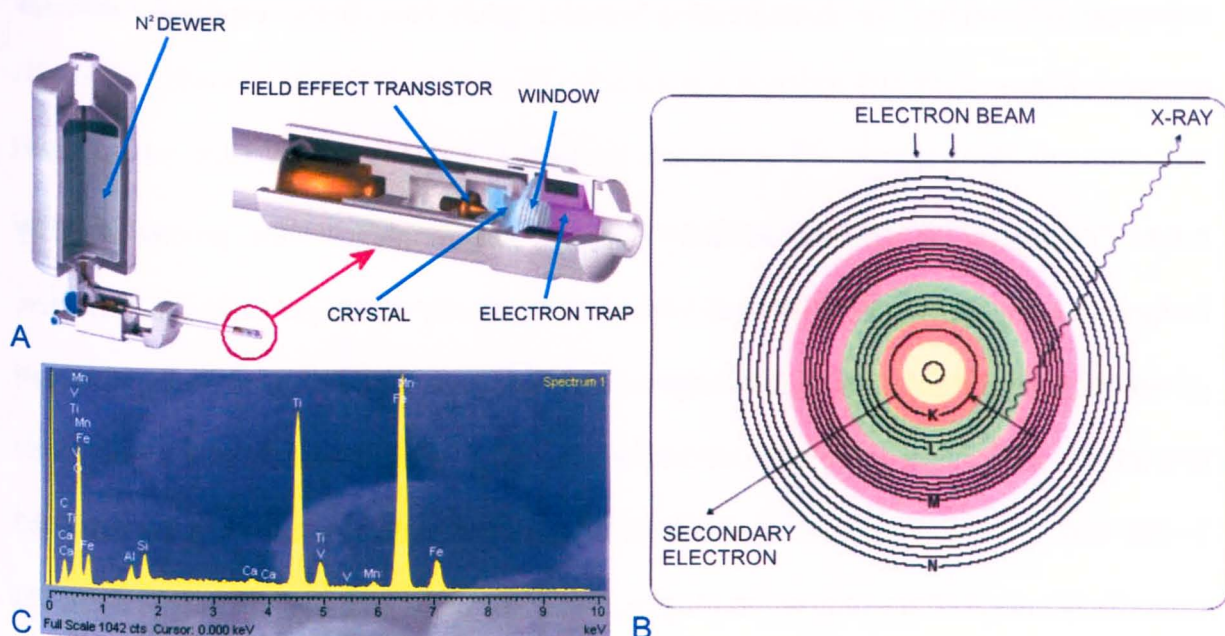 N² DEWER
FIELD EFFECT TRANSISTOR
WINDOW
CRYSTAL
ELECTRON TRAP
A
ELECTRON BEAM
X-RAY
K
L
M
N
SECONDARY
ELECTRON
B
Spectrum 1
Mn
V
Ti
Mn
Fe
V
C
Ti
Ca
Ca
Fe
Al
Si
Ca
Ca
Ti
Ti
V
V
Mn
Mn
Fe
Fe
0 1 2 3 4 5 6 7 8 9 10
Full Scale 1042 cts Cursor: 0.000 keV
keV
C